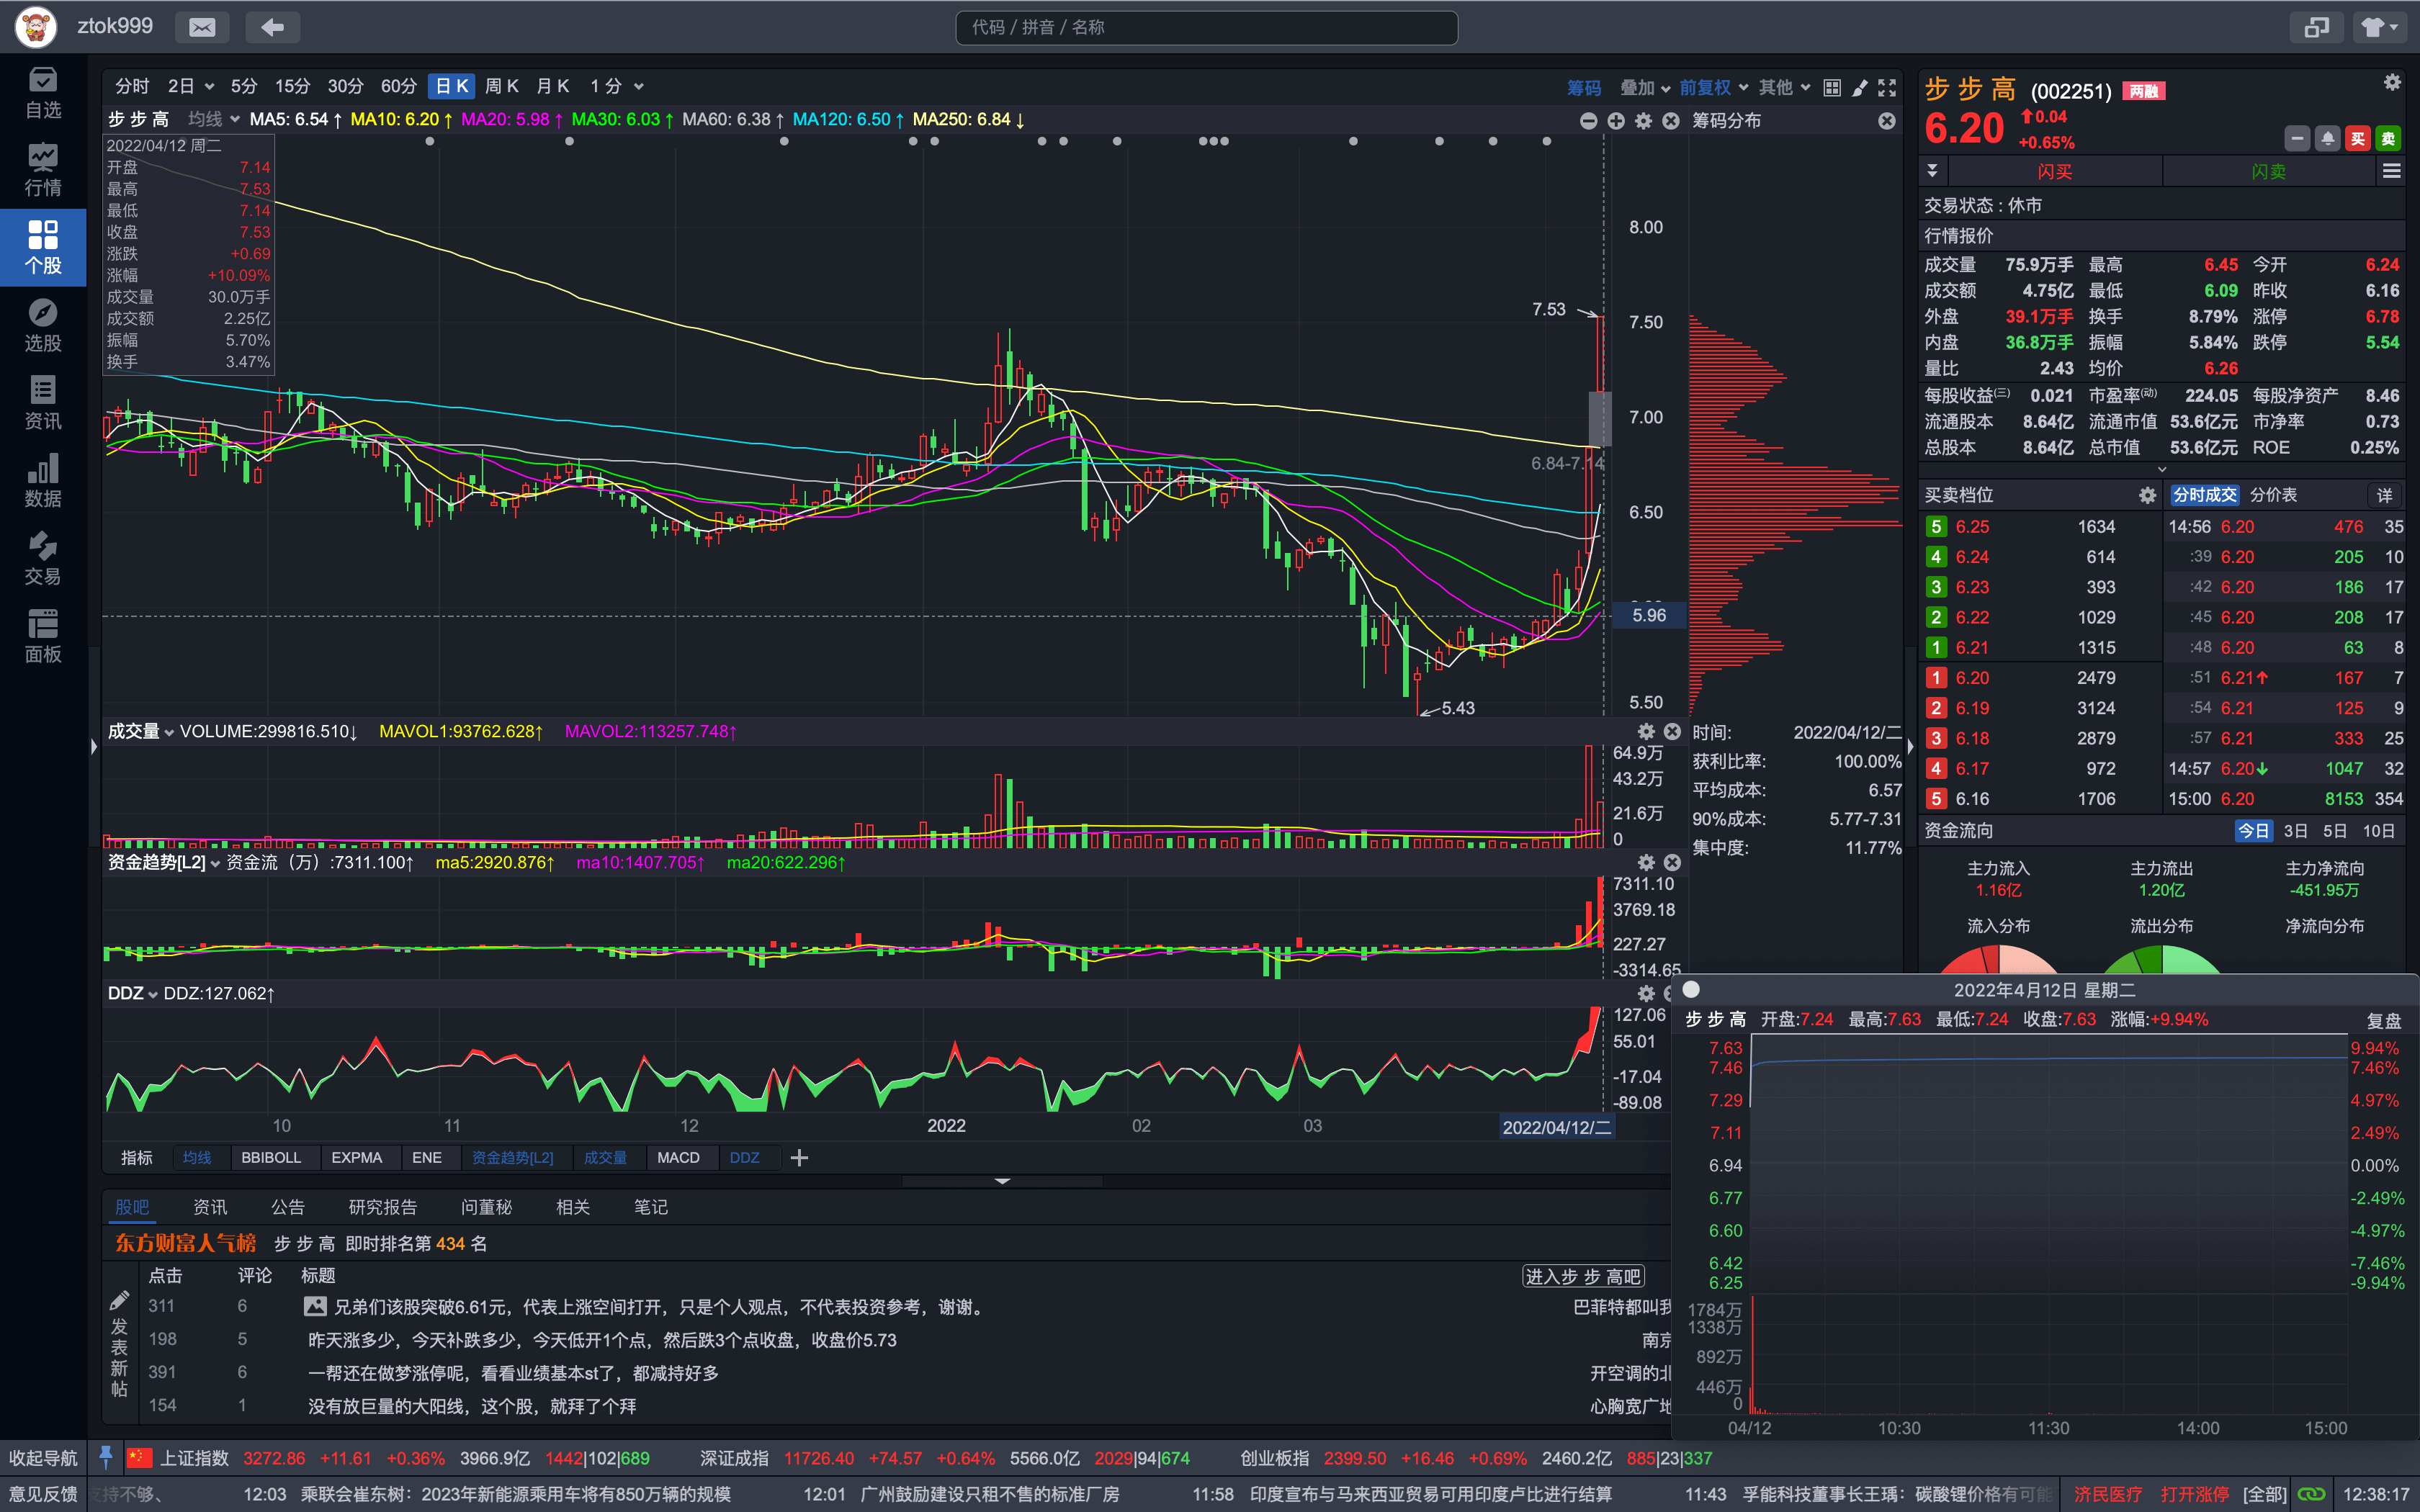 ztok999
代码 / 拼音 / 名称
自选
行情
个股
选股
资讯
数据
交易
面板
分时 2日 5分 15分 30分 60分 日K 周K 月K 1 分
筹码 叠加 前复权 其他
步 步 高 均线 MA5: 6.54↑ MA10: 6.20↑ MA20: 5.98↑ MA30: 6.03↑ MA60: 6.38↑ MA120: 6.50↑ MA250: 6.84↓
筹码分布
2022/04/12 周二
开盘 7.14
最高 7.53
最低 7.14
收盘 7.53
涨跌 +0.69
涨幅 +10.09%
成交量 30.0万手
成交额 2.25亿
振幅 5.70%
换手 3.47%
8.00
7.53
7.50
7.00
6.84-7.14
6.50
5.96
5.50
5.43
成交量 VOLUME:299816.510↓ MAVOL1:93762.628↑ MAVOL2:113257.748↑
64.9万
43.2万
21.6万
0
资金趋势[L2] 资金流（万）:7311.100↑ ma5:2920.876↑ ma10:1407.705↑ ma20:622.296↑
7311.10
3769.18
227.27
-3314.65
DDZ DDZ:127.062↑
127.06
55.01
-17.04
-89.08
10 11 12 2022 02 03 2022/04/12/二
指标 均线 BBIBOLL EXPMA ENE 资金趋势[L2] 成交量 MACD DDZ
时间: 2022/04/12/二
获利比率: 100.00%
平均成本: 6.57
90%成本: 5.77-7.31
集中度: 11.77%
股吧 资讯 公告 研究报告 问董秘 相关 笔记
东方财富人气榜 步 步 高 即时排名第 434 名
点击 评论 标题 进入步 步 高吧
发表新帖
311 6 兄弟们该股突破6.61元，代表上涨空间打开，只是个人观点，不代表投资参考，谢谢。 巴菲特都叫我
198 5 昨天涨多少，今天补跌多少，今天低开1个点，然后跌3个点收盘，收盘价5.73 南京
391 6 一帮还在做梦涨停呢，看看业绩基本st了，都减持好多 开空调的北
154 1 没有放巨量的大阳线，这个股，就拜了个拜 心胸宽广地
步 步 高 (002251) 两融
6.20 0.04
+0.65%
买 卖
闪买 闪卖
交易状态 : 休市
行情报价
成交量 75.9万手 最高 6.45 今开 6.24
成交额 4.75亿 最低 6.09 昨收 6.16
外盘 39.1万手 换手 8.79% 涨停 6.78
内盘 36.8万手 振幅 5.84% 跌停 5.54
量比 2.43 均价 6.26
每股收益(三) 0.021 市盈率(动) 224.05 每股净资产 8.46
流通股本 8.64亿 流通市值 53.6亿元 市净率 0.73
总股本 8.64亿 总市值 53.6亿元 ROE 0.25%
买卖档位 分时成交 分价表 详
5 6.25 1634 14:56 6.20 476 35
4 6.24 614 :39 6.20 205 10
3 6.23 393 :42 6.20 186 17
2 6.22 1029 :45 6.20 208 17
1 6.21 1315 :48 6.20 63 8
1 6.20 2479 :51 6.21↑ 167 7
2 6.19 3124 :54 6.21 125 9
3 6.18 2879 :57 6.21 333 25
4 6.17 972 14:57 6.20↓ 1047 32
5 6.16 1706 15:00 6.20 8153 354
资金流向 今日 3日 5日 10日
主力流入 主力流出 主力净流向
1.16亿 1.20亿 -451.95万
流入分布 流出分布 净流向分布
2022年4月12日 星期二
步 步 高 开盘:7.24 最高:7.63 最低:7.24 收盘:7.63 涨幅:+9.94% 复盘
7.63 9.94%
7.46 7.46%
7.29 4.97%
7.11 2.49%
6.94 0.00%
6.77 -2.49%
6.60 -4.97%
6.42 -7.46%
6.25 -9.94%
1784万
1338万
892万
446万
0
04/12 10:30 11:30 14:00 15:00
收起导航 上证指数 3272.86 +11.61 +0.36% 3966.9亿 1442|102|689 深证成指 11726.40 +74.57 +0.64% 5566.0亿 2029|94|674 创业板指 2399.50 +16.46 +0.69% 2460.2亿 885|23|337
意见反馈 支持不够、 12:03 乘联会崔东树：2023年新能源乘用车将有850万辆的规模 12:01 广州鼓励建设只租不售的标准厂房 11:58 印度宣布与马来西亚贸易可用印度卢比进行结算 11:43 孚能科技董事长王瑀：碳酸锂价格有可能 济民医疗 打开涨停 [全部] 12:38:17